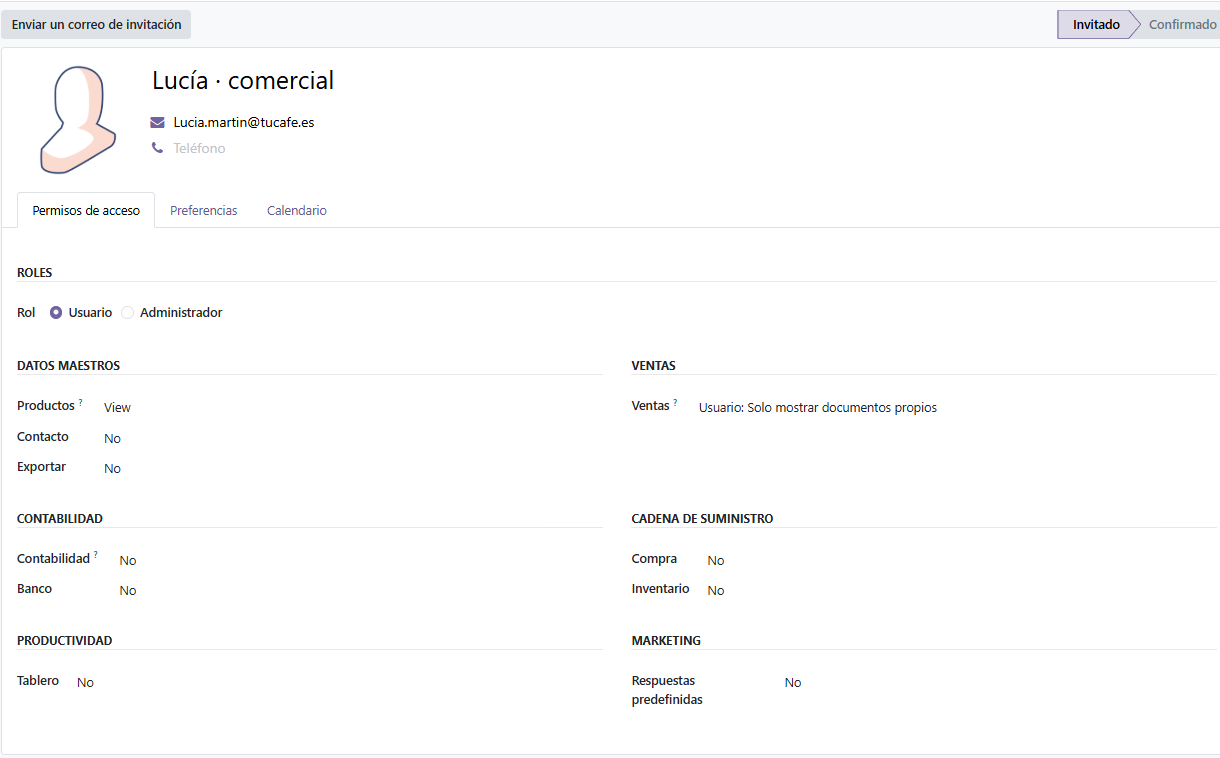 Enviar un correo de invitación
Invitado
Confirmado
Lucía · comercial
Lucia.martin@tucafe.es
Teléfono
Permisos de acceso
Preferencias
Calendario
ROLES
Rol
Usuario
Administrador
DATOS MAESTROS
Productos ?
View
Contacto
No
Exportar
No
VENTAS
Ventas ?
Usuario: Solo mostrar documentos propios
CONTABILIDAD
Contabilidad ?
No
Banco
No
CADENA DE SUMINISTRO
Compra
No
Inventario
No
PRODUCTIVIDAD
Tablero
No
MARKETING
Respuestas
predefinidas
No